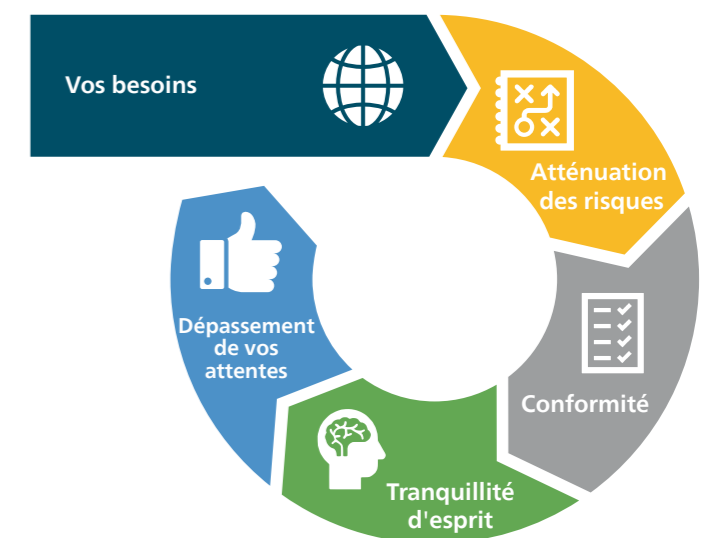 Vos besoins
Atténuation
des risques
Conformité
Tranquillité
d'esprit
Dépassement
de vos
attentes